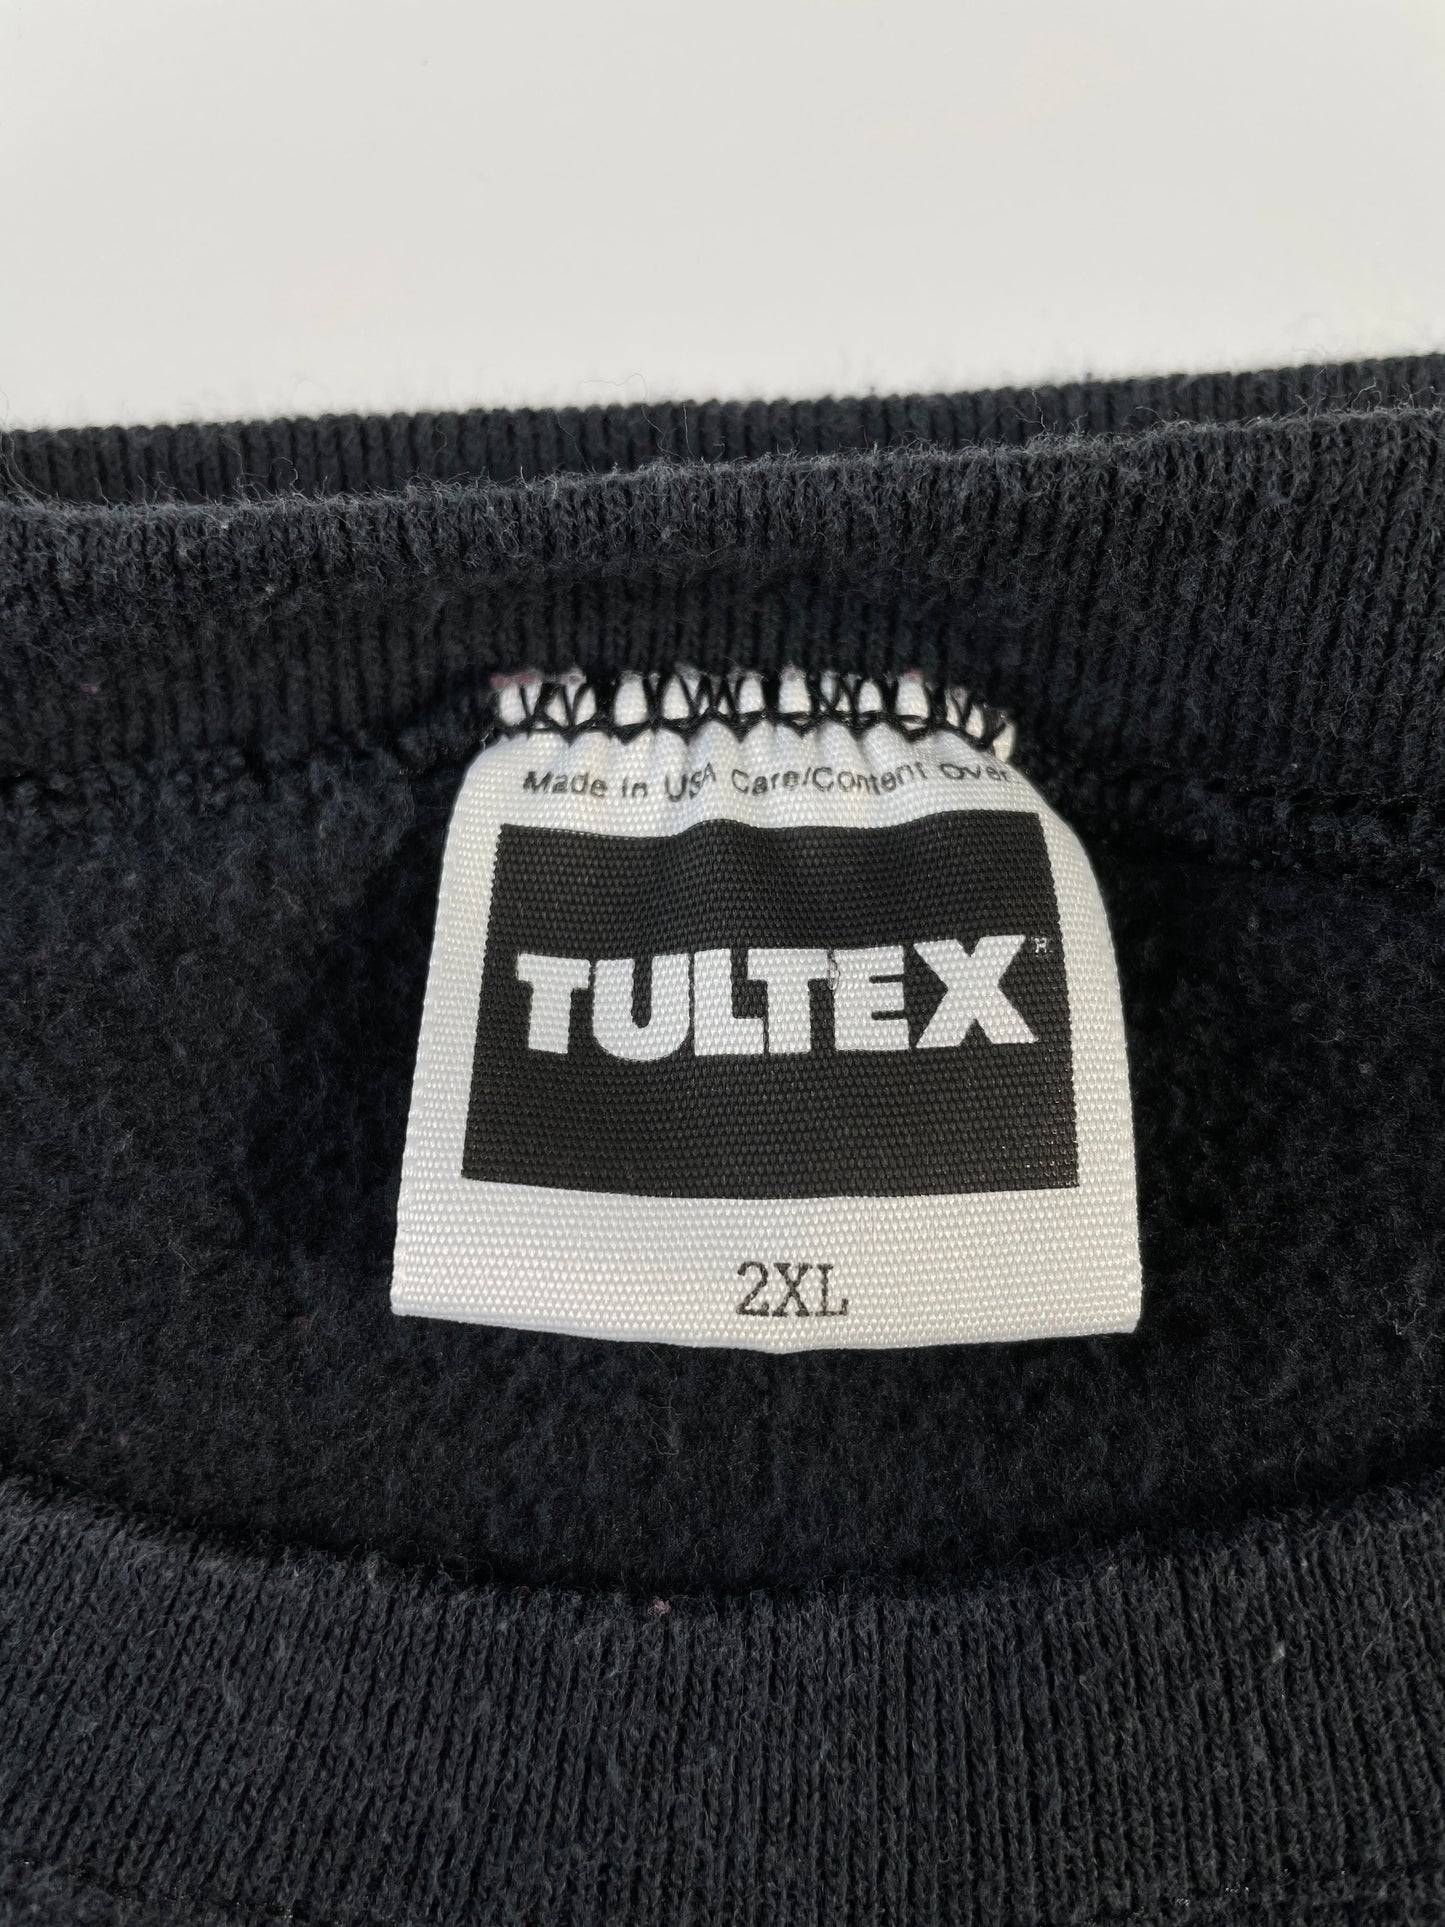 Made in USA Care/Content Over
TULTEX®
2XL